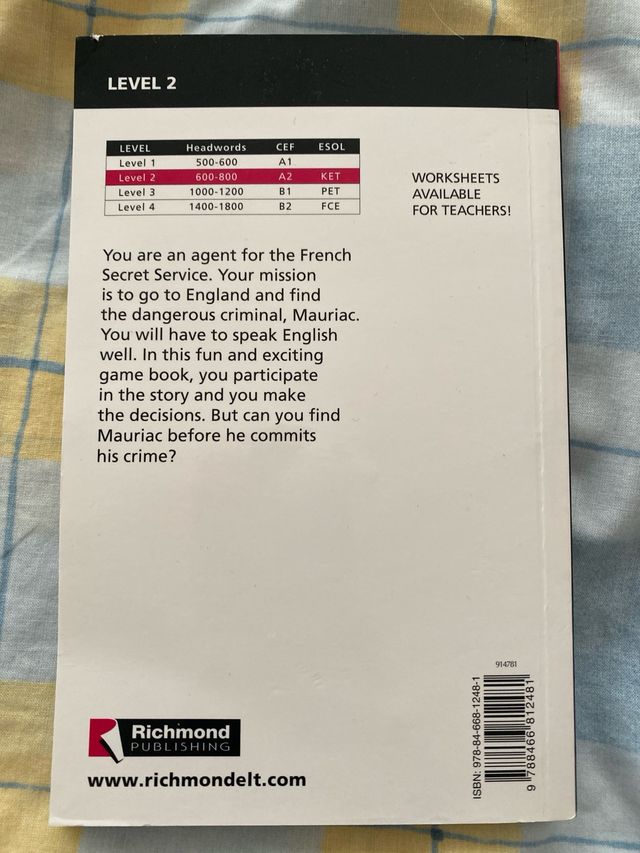 LEVEL 2
LEVEL Headwords CEF ESOL
Level 1 500-600 A1
Level 2 600-800 A2 KET
Level 3 1000-1200 B1 PET
Level 4 1400-1800 B2 FCE
WORKSHEETS
AVAILABLE
FOR TEACHERS!
You are an agent for the French
Secret Service. Your mission
is to go to England and find
the dangerous criminal, Mauriac.
You will have to speak English
well. In this fun and exciting
game book, you participate
in the story and you make
the decisions. But can you find
Mauriac before he commits
his crime?
Richmond
PUBLISHING
www.richmondelt.com
914781
ISBN: 978-84-668-1248-1
9 788466 812481